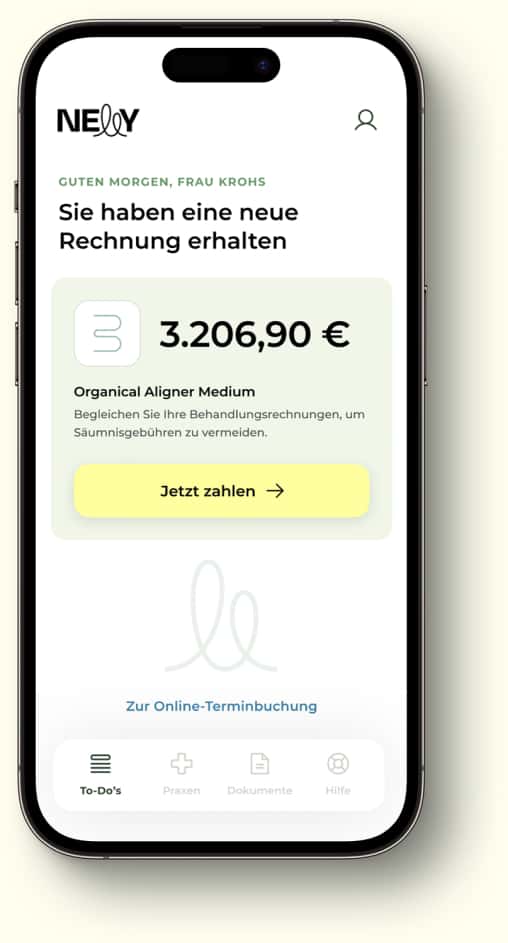 NELLY
GUTEN MORGEN, FRAU KROHS
Sie haben eine neue
Rechnung erhalten
3.206,90 €
Organical Aligner Medium
Begleichen Sie Ihre Behandlungsrechnungen, um
Säumnisgebühren zu vermeiden.
Jetzt zahlen →
Zur Online-Terminbuchung
To-Do's
Praxen
Dokumente
Hilfe